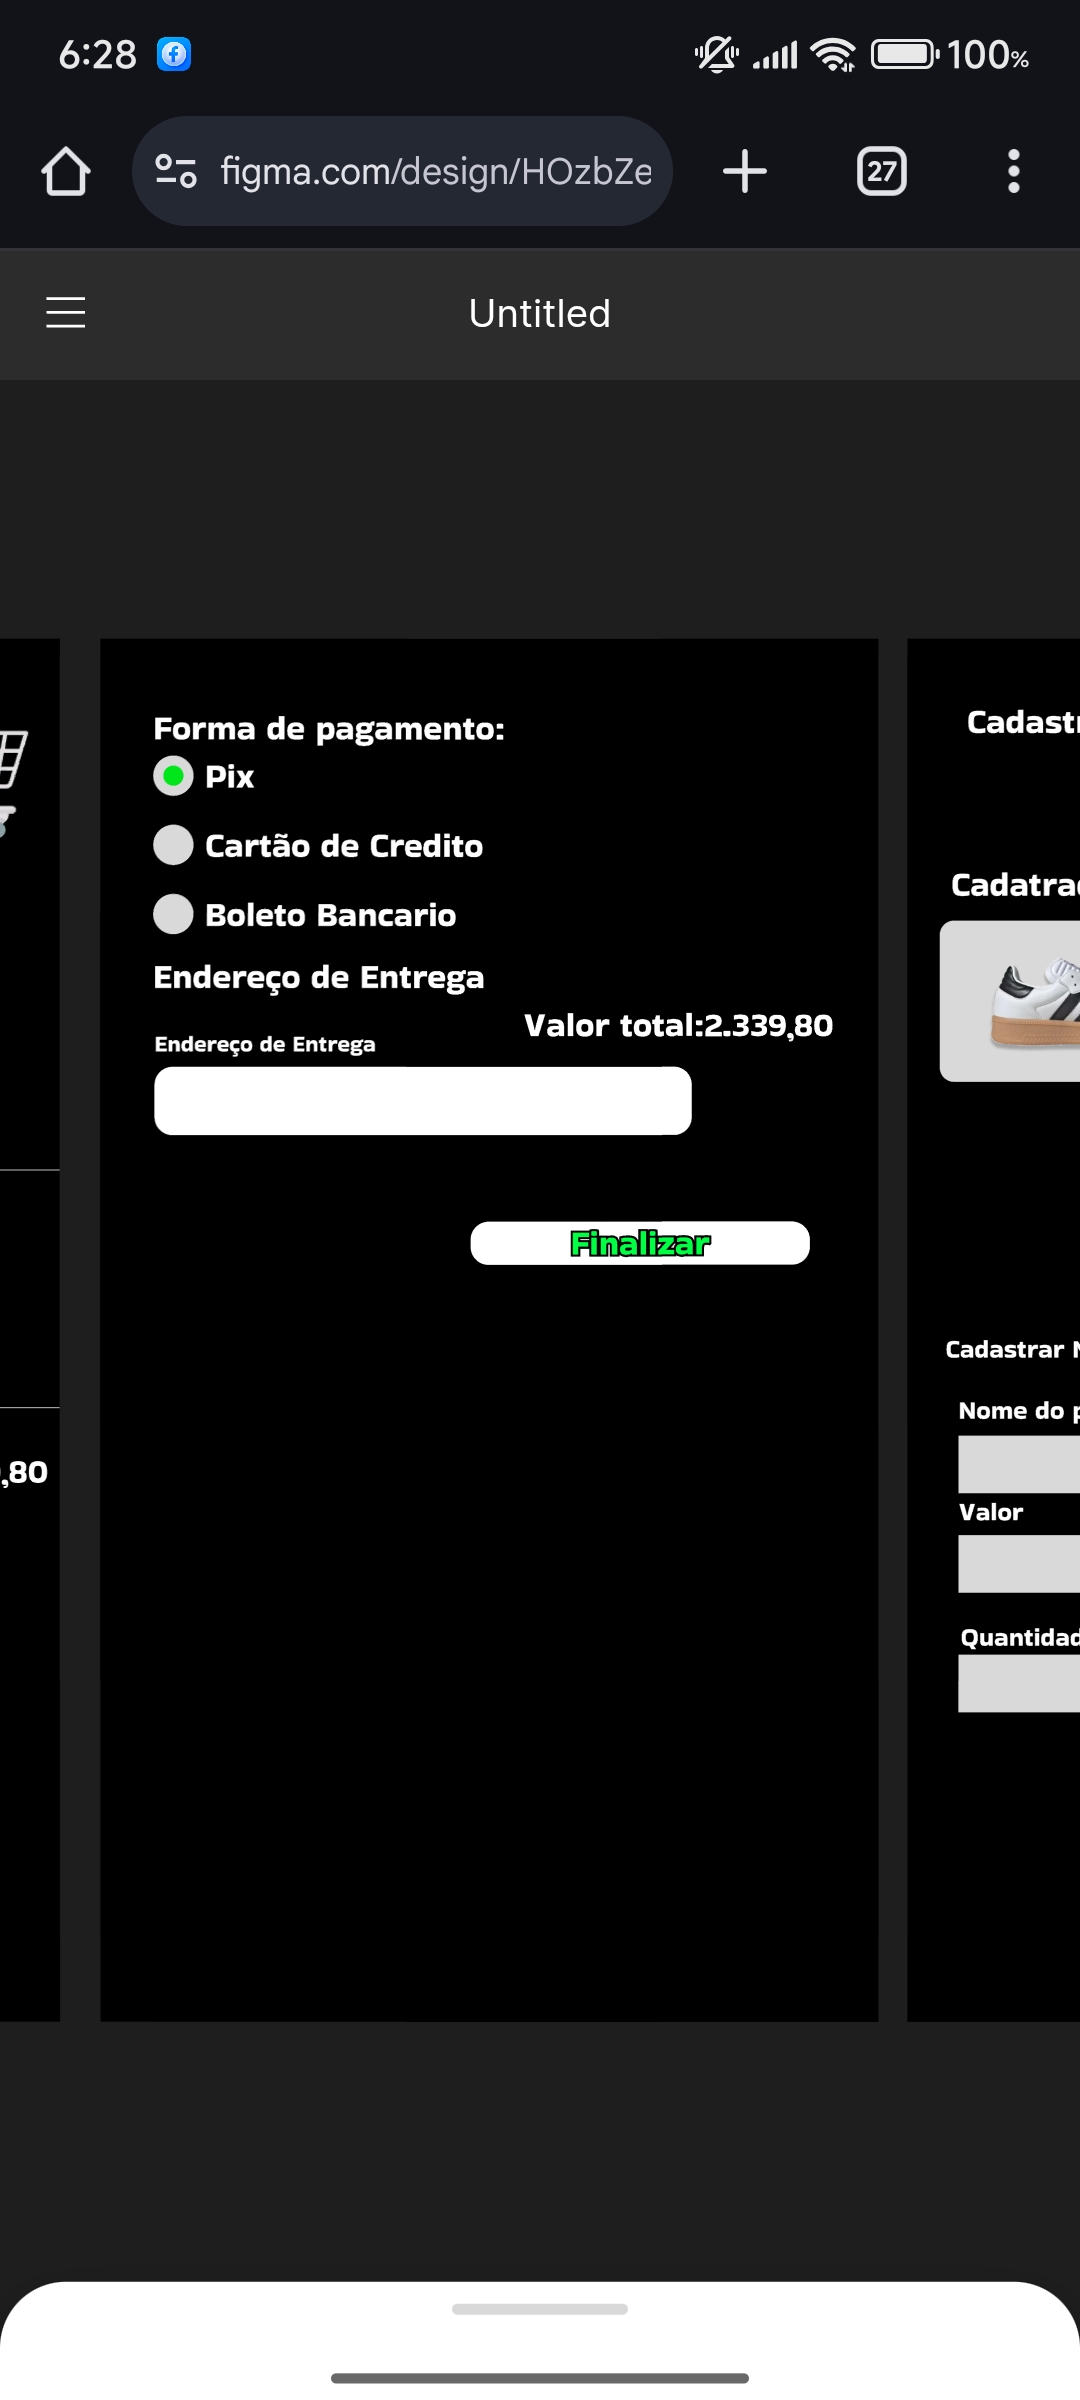 6:28
100%
figma.com/design/HOzbZe
27
Untitled
Forma de pagamento:
Pix
Cartão de Credito
Boleto Bancario
Endereço de Entrega
Valor total:2.339,80
Endereço de Entrega
Finalizar
,80
Cadastr
Cadatra
Cadastrar
Nome do
Valor
Quantidad